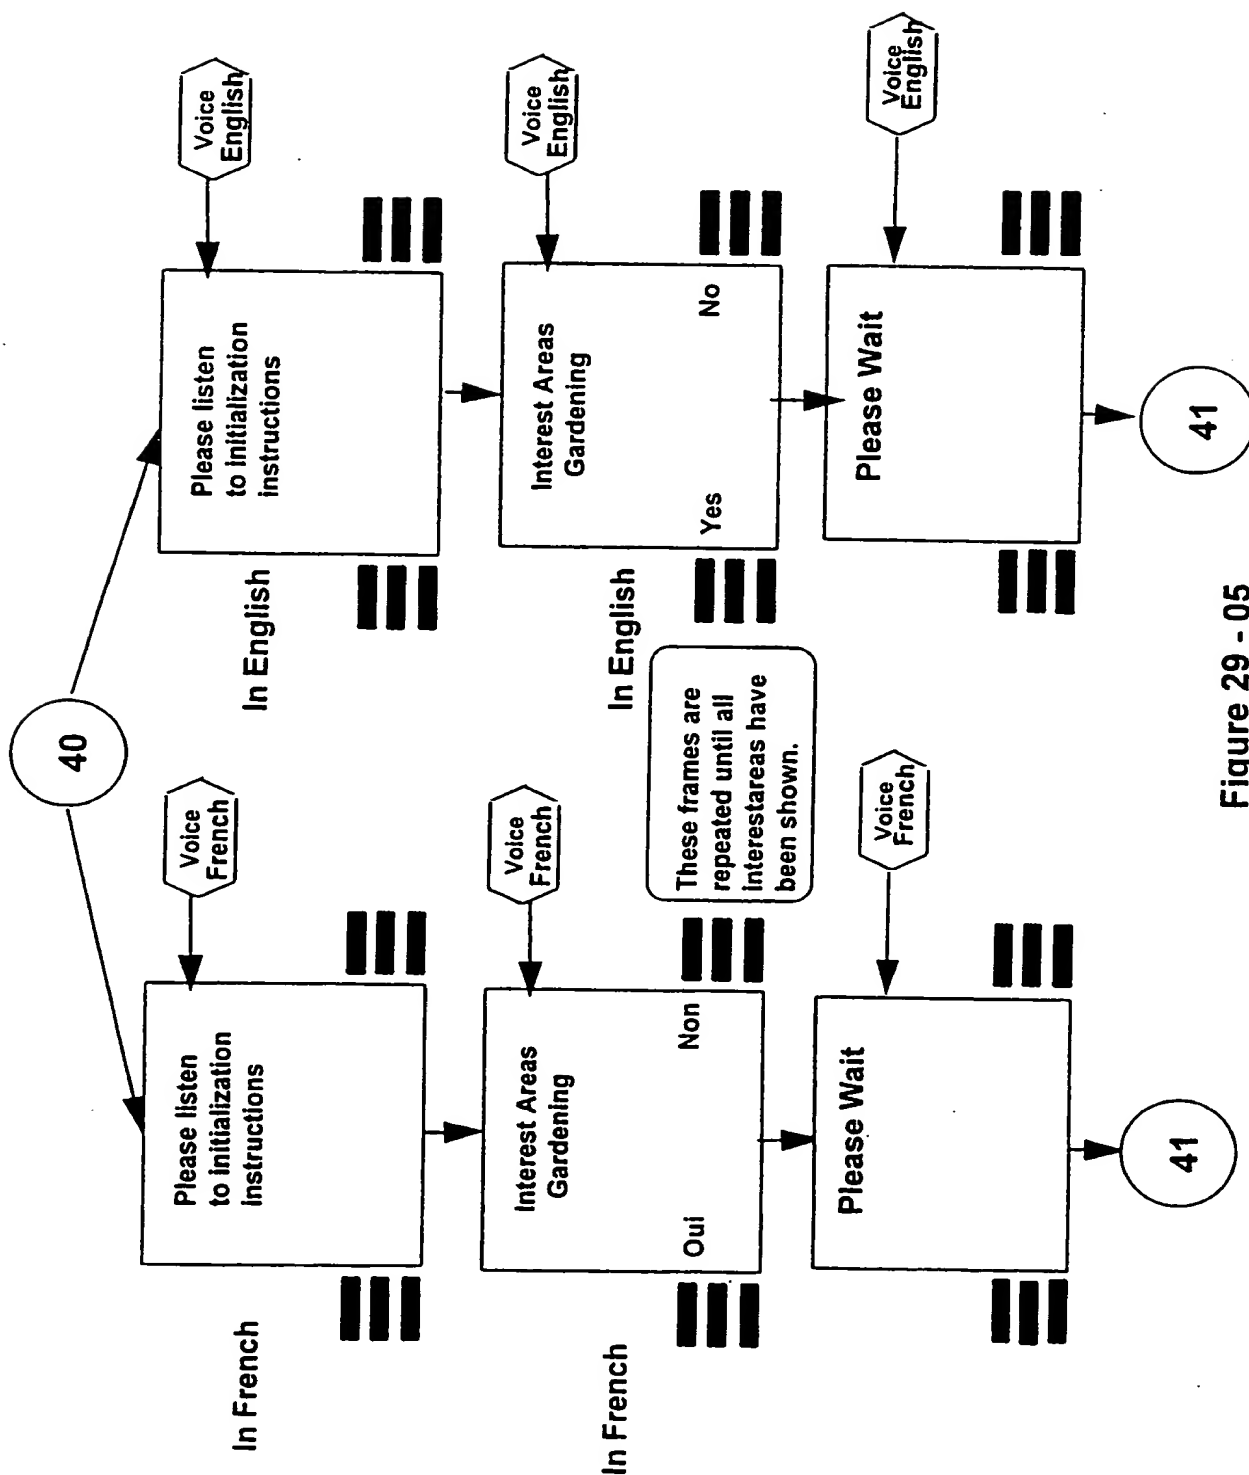 40
In French
Please listen
to initialization
instructions
Voice
French
In English
Please listen
to initialization
instructions
Voice
English
In French
Interest Areas
Gardening
Oui
Non
Voice
French
In English
Interest Areas
Gardening
Yes
No
Voice
English
These frames are
repeated until all
interestareas have
been shown.
Please Wait
Voice
French
Please Wait
Voice
English
41
41
Figure 29 - 05